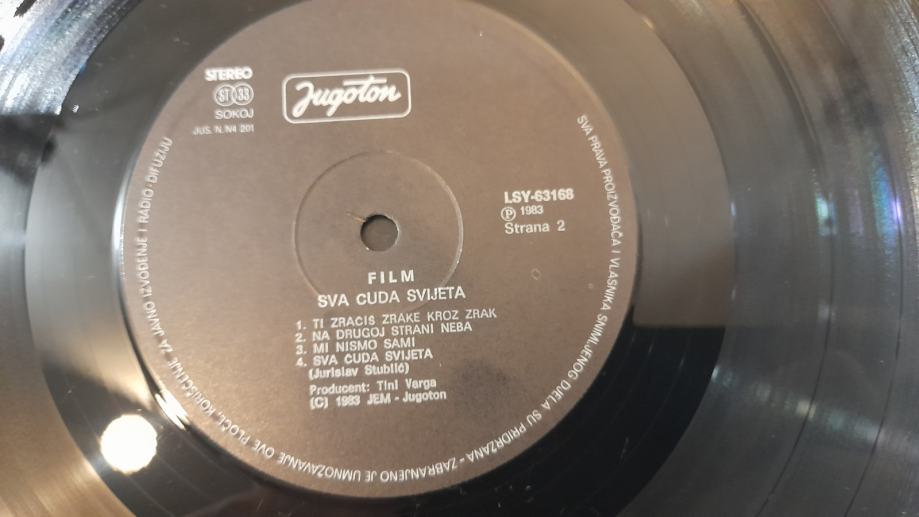 STEREO
ST 33
SOKOJ
JUS. N. N4 201
Jugoton
LSY-63168
Ⓟ 1983
Strana 2
FILM
SVA CUDA SVIJETA
1. TI ZRACIŠ ZRAKE KROZ ZRAK
2. NA DRUGOJ STRANI NEBA
3. MI NISMO SAMI
4. SVA CUDA SVIJETA
(Jurislav Stublić)
Producent: Tini Varga
(C) 1983 JEM - Jugoton
SVA PRAVA PROIZVOĐAČA I VLASNIKA SNIMLJENOG DJELA SU PRIDRŽANA - ZABRANJENO JE UMNOŽAVANJE OVE PLOČE, KORIŠĆENJE ZA JAVNO IZVOĐENJE I RADIO-DIFUZIJU